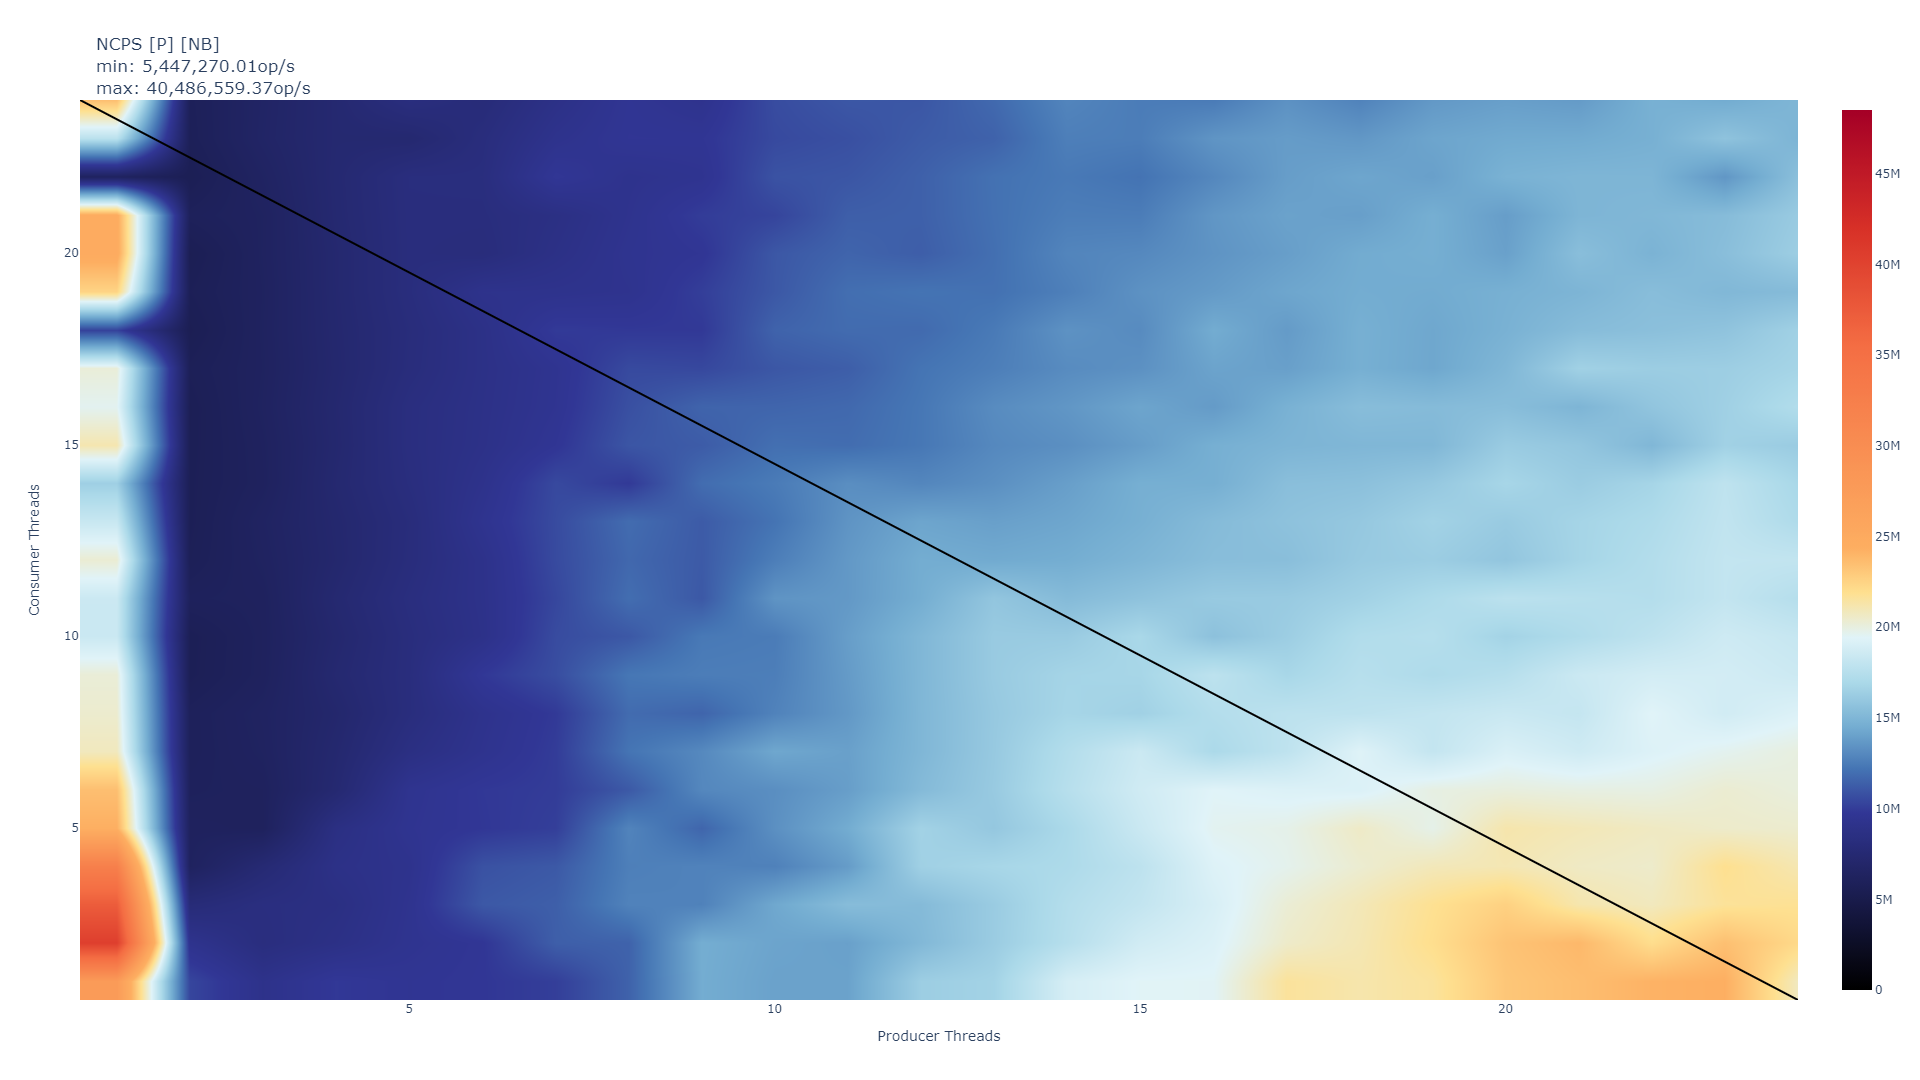 NCPS [P] [NB]
min: 5,447,270.01op/s
max: 40,486,559.37op/s
20
15
10
5
Consumer Threads
5
10
15
20
Producer Threads
45M
40M
35M
30M
25M
20M
15M
10M
5M
0